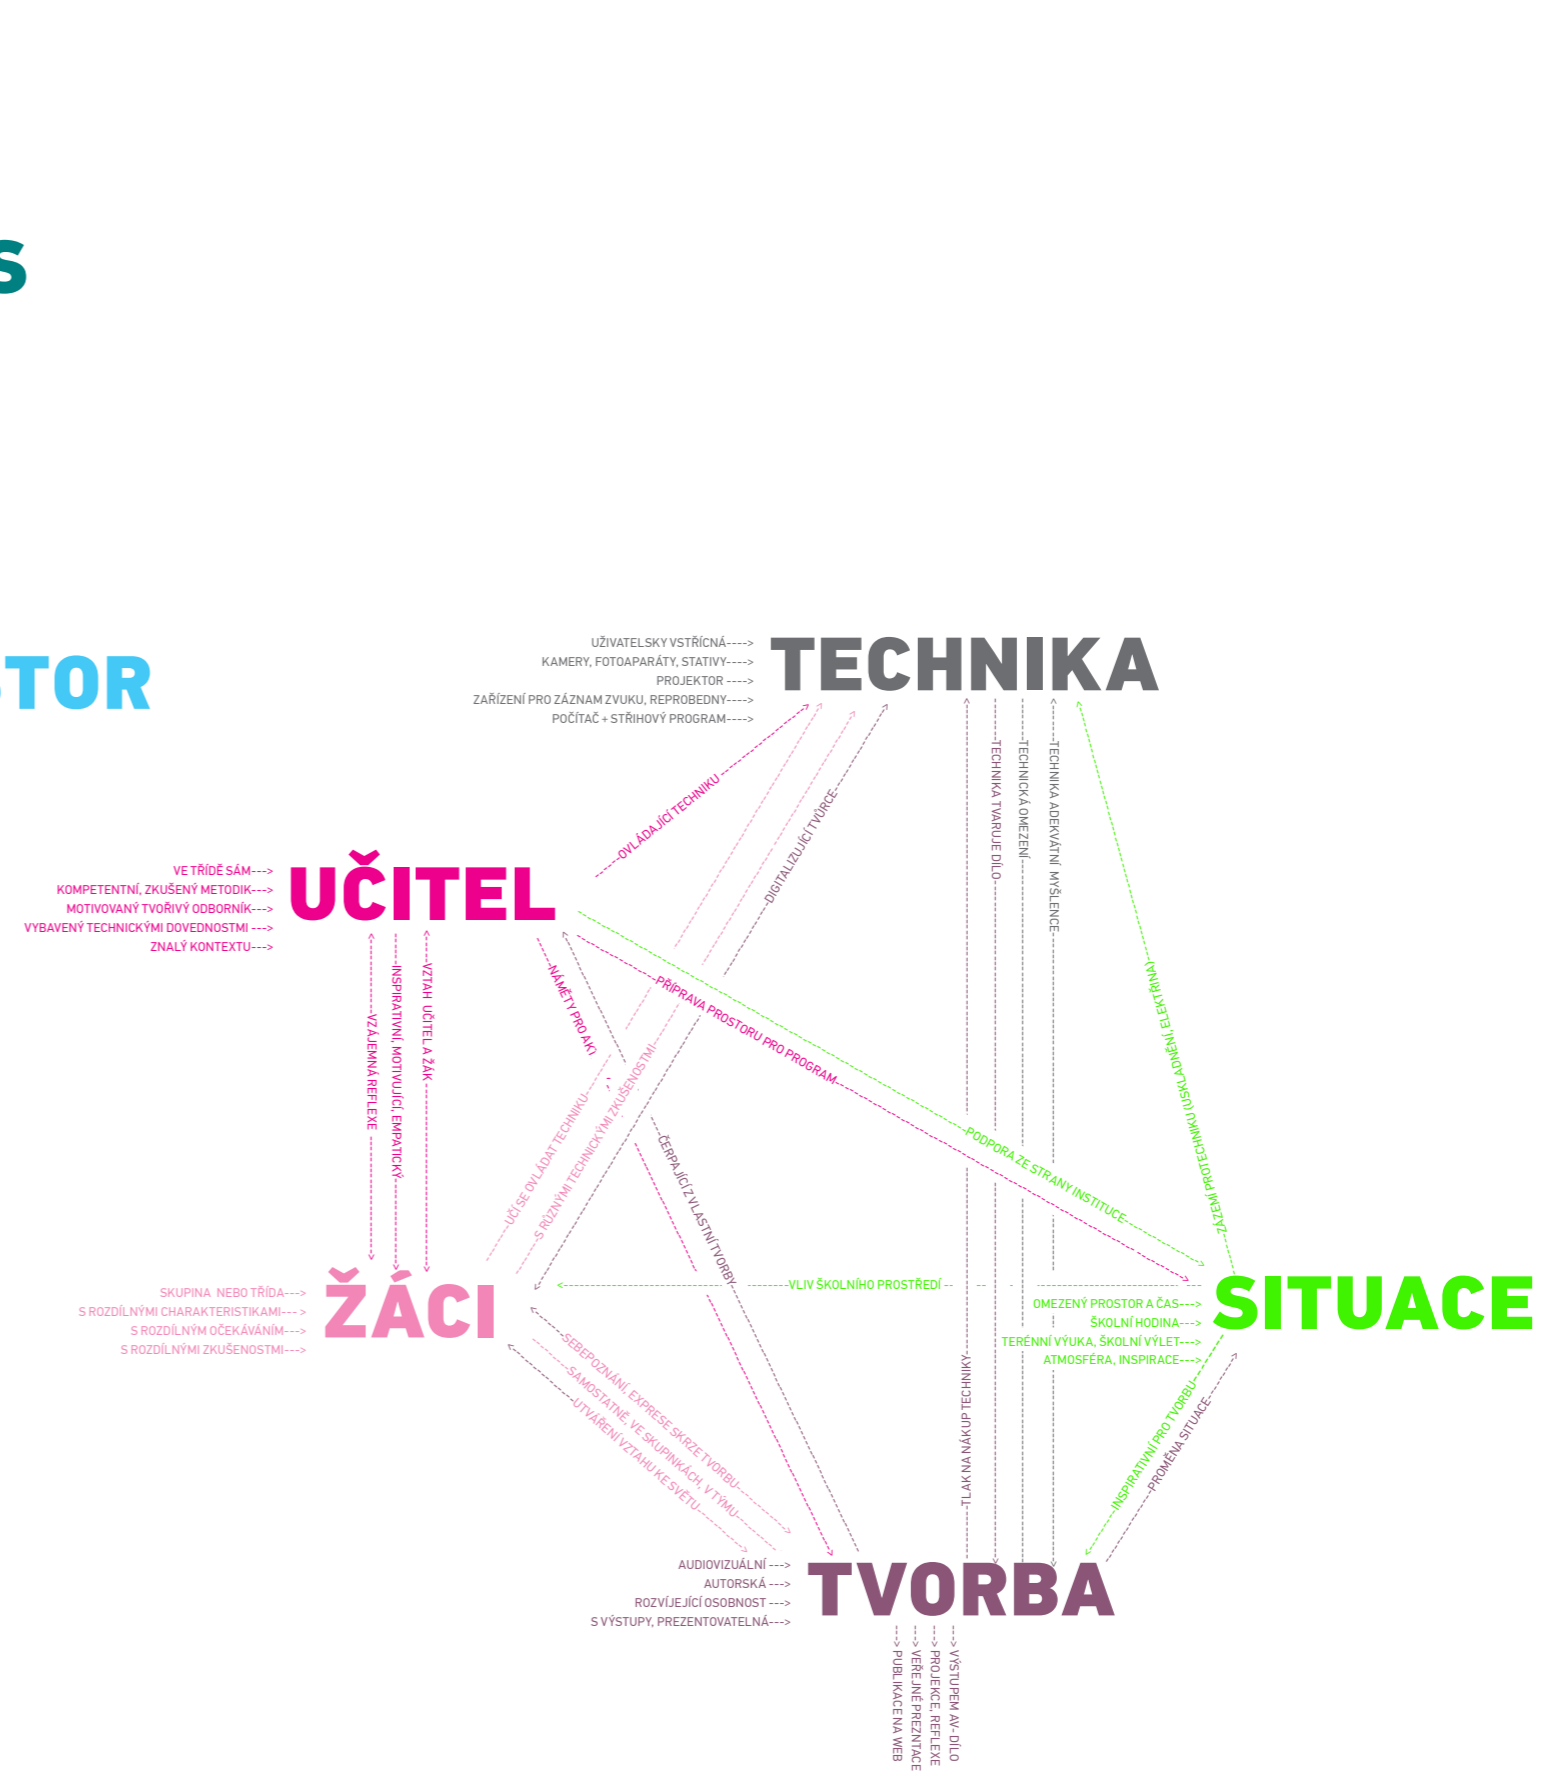 S
STOR
UŽIVATELSKY VSTŘÍCNÁ---->
KAMERY, FOTOAPARÁTY, STATIVY---->
PROJEKTOR ---->
ZAŘÍZENÍ PRO ZÁZNAM ZVUKU, REPROBEDNY---->
POČÍTAČ + STŘIHOVÝ PROGRAM---->
TECHNIKA
OVLÁDAJÍCÍ TECHNIKU
DIGITALIZUJÍCÍ TVŮRCE
TECHNIKA TVARUJE DÍLO
TECHNICKÁ OMEZENÍ
TECHNIKA ADEKVÁTNÍ MYŠLENCE
VE TŘÍDĚ SÁM--->
KOMPETENTNÍ, ZKUŠENÝ METODIK--->
MOTIVOVANÝ TVOŘIVÝ ODBORNÍK--->
VYBAVENÝ TECHNICKÝMI DOVEDNOSTMI --->
ZNALÝ KONTEXTU--->
UČITEL
VZÁJEMNÁ REFLEXE
INSPIRATIVNÍ, MOTIVUJÍCÍ, EMPATICKÝ
VZTAH UČITEL A ŽÁK
NÁMĚTY PRO AK
PŘÍPRAVA PROSTORU PRO PROGRAM
PODPORA ZE STRANY INSTITUCE
ZÁZEMÍ PRO TECHNIKU (USKLADNĚNÍ, ELEKTŘINA)
UČÍ SE OVLÁDAT TECHNIKU
S RŮZNÝMI TECHNICKÝMI ZKUŠENOSTMI
ČERPAJÍCÍ Z VLASTNÍ TVORBY
SKUPINA NEBO TŘÍDA--->
S ROZDÍLNÝMI CHARAKTERISTIKAMI--- >
S ROZDÍLNÝM OČEKÁVÁNÍM--->
S ROZDÍLNÝMI ZKUŠENOSTMI--->
ŽÁCI
VLIV ŠKOLNÍHO PROSTŘEDÍ
OMEZENÝ PROSTOR A ČAS--->
ŠKOLNÍ HODINA--->
TERÉNNÍ VÝUKA, ŠKOLNÍ VÝLET--->
ATMOSFÉRA, INSPIRACE--->
SITUACE
SEBEPOZNÁNÍ, EXPRESE SKRZE TVORBU
SAMOSTATNĚ, VE SKUPINKÁCH, V TÝMU
UTVÁŘENÍ VZTAHU KE SVĚTU
TLAK NA NÁKUP TECHNIKY
INSPIRATIVNÍ PRO TVORBU
PROMĚNA SITUACE
AUDIOVIZUÁLNÍ --->
AUTORSKÁ --->
ROZVÍJEJÍCÍ OSOBNOST --->
S VÝSTUPY, PREZENTOVATELNÁ--->
TVORBA
---> PUBLIKACE NA WEB
---> VEŘEJNÉ PREZNTACE
---> PROJEKCE, REFLEXE
---> VÝSTUPEM AV- DÍLO